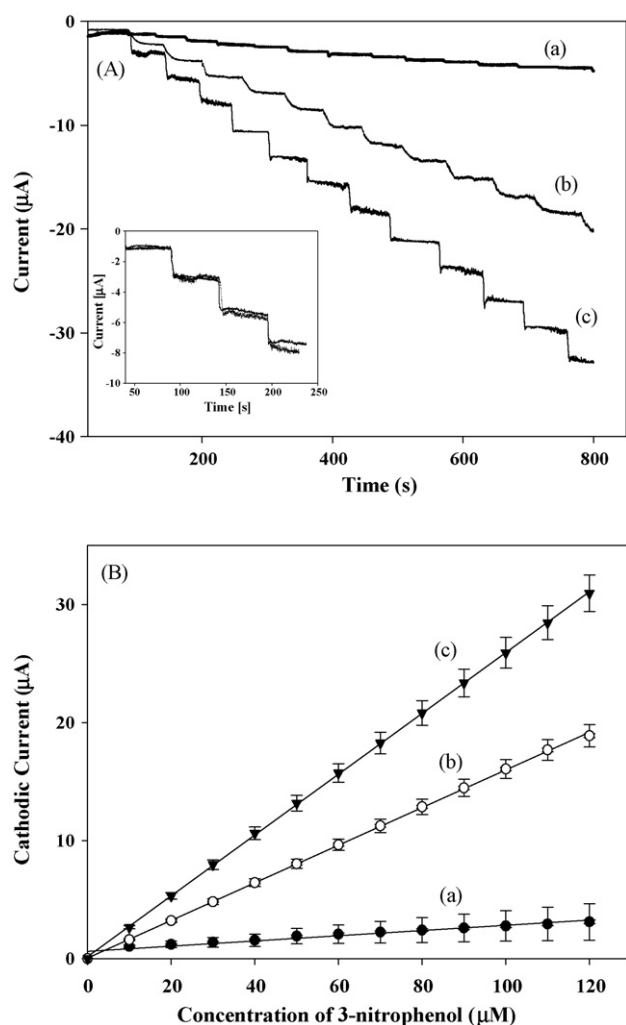 0
(a)
(A)
-10
(b)
Current (μA)
-20
0
-2
-4
-6
-8
-10
Current [μA]
50 100 150 200 250
Time [s]
(c)
-30
-40
200 400 600 800
Time (s)
(B)
30
(c)
20
Cathodic Current (μA)
(b)
10
(a)
0
0 20 40 60 80 100 120
Concentration of 3-nitrophenol (μM)